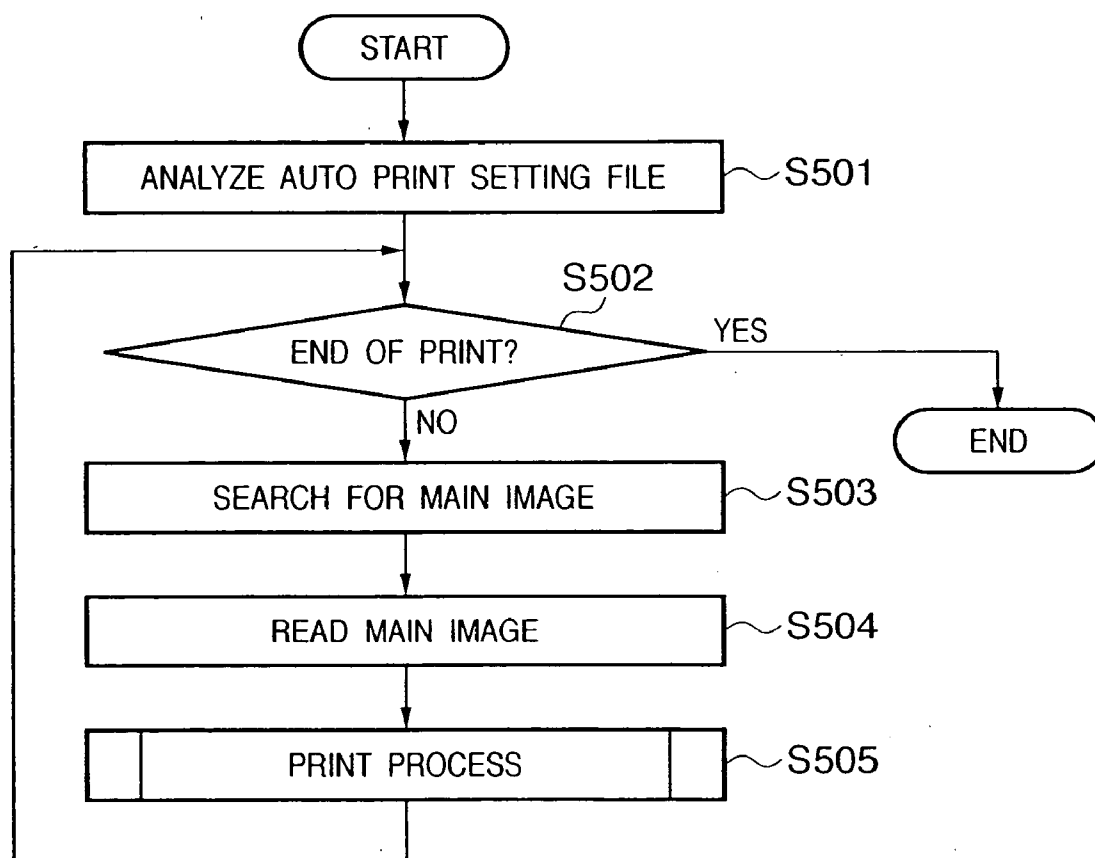 START
ANALYZE AUTO PRINT SETTING FILE
S501
S502
END OF PRINT?
YES
NO
END
SEARCH FOR MAIN IMAGE
S503
READ MAIN IMAGE
S504
PRINT PROCESS
S505